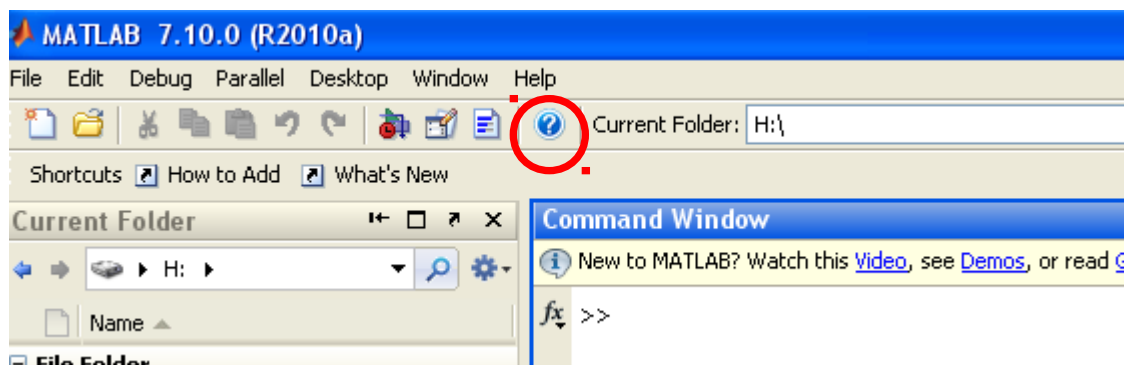 MATLAB 7.10.0 (R2010a)
File Edit Debug Parallel Desktop Window Help
Current Folder: H:\
Shortcuts How to Add What's New
Current Folder
H:
Name
File Folder
Command Window
New to MATLAB? Watch this Video, see Demos, or read
fx >>